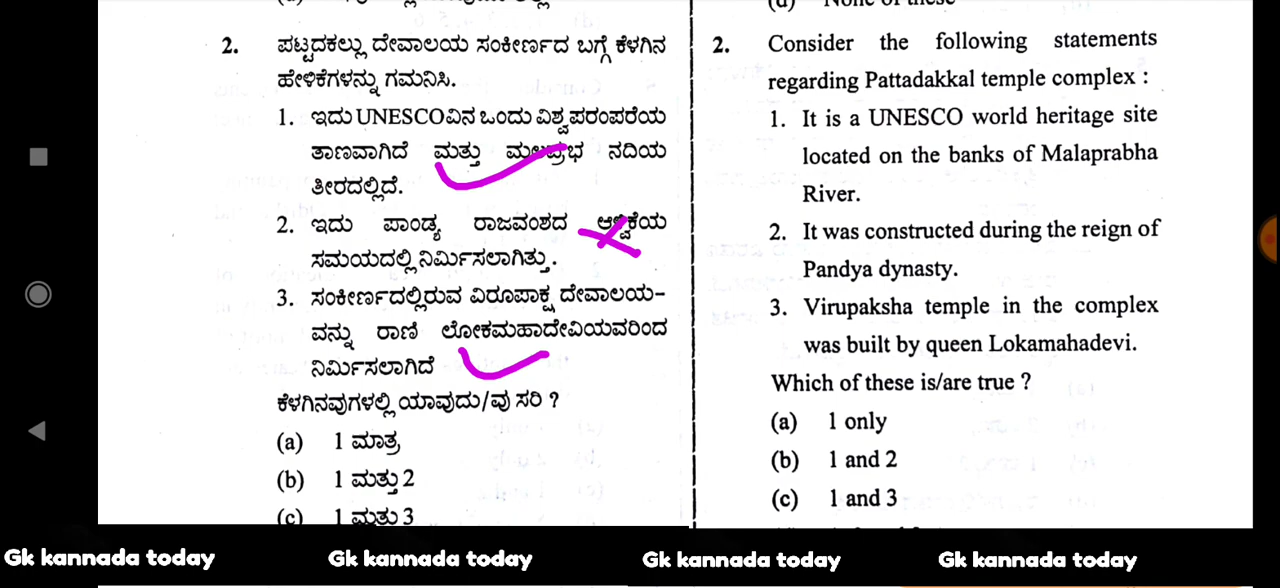 2. ಪಟ್ಟದಕಲ್ಲು ದೇವಾಲಯ ಸಂಕೀರ್ಣದ ಬಗ್ಗೆ ಕೆಳಗಿನ
ಹೇಳಿಕೆಗಳನ್ನು ಗಮನಿಸಿ.
1. ಇದು UNESCOವಿನ ಒಂದು ವಿಶ್ವಪರಂಪರೆಯ
ತಾಣವಾಗಿದೆ ಮತ್ತು ಮಲಪ್ರಭ ನದಿಯ
ತೀರದಲ್ಲಿದೆ.
2. ಇದು ಪಾಂಡ್ಯ ರಾಜವಂಶದ ಆಳ್ವಿಕೆಯ
ಸಮಯದಲ್ಲಿ ನಿರ್ಮಿಸಲಾಗಿತ್ತು.
3. ಸಂಕೀರ್ಣದಲ್ಲಿರುವ ವಿರೂಪಾಕ್ಷ ದೇವಾಲಯ-
ವನ್ನು ರಾಣಿ ಲೋಕಮಹಾದೇವಿಯವರಿಂದ
ನಿರ್ಮಿಸಲಾಗಿದೆ
ಕೆಳಗಿನವುಗಳಲ್ಲಿ ಯಾವುದು/ವು ಸರಿ ?
(a) 1 ಮಾತ್ರ
(b) 1 ಮತ್ತು 2
(c) 1 ಮತ್ತು 3
(d) None of these
2. Consider the following statements
regarding Pattadakkal temple complex :
1. It is a UNESCO world heritage site
located on the banks of Malaprabha
River.
2. It was constructed during the reign of
Pandya dynasty.
3. Virupaksha temple in the complex
was built by queen Lokamahadevi.
Which of these is/are true ?
(a) 1 only
(b) 1 and 2
(c) 1 and 3
Gk kannada today Gk kannada today Gk kannada today Gk kannada today